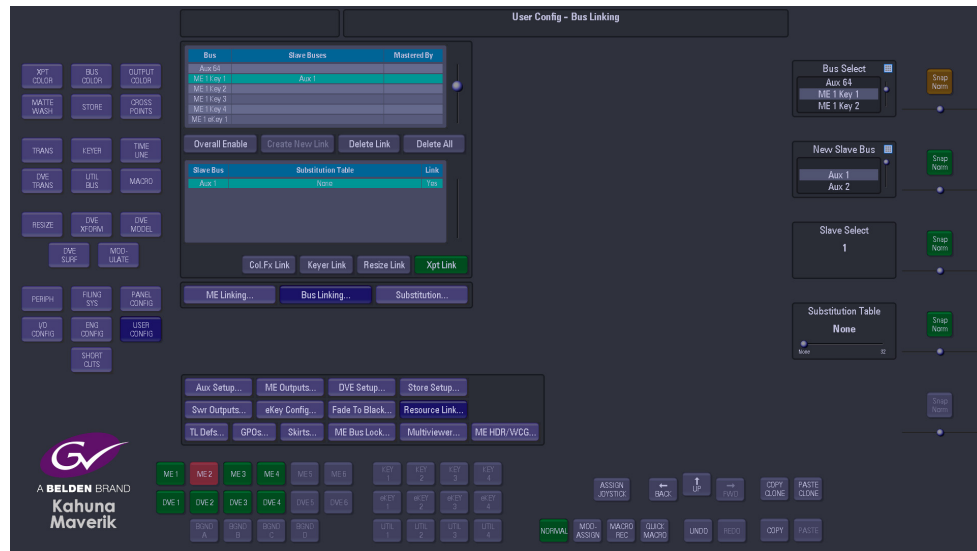 User Config - Bus Linking
Bus Slave Buses Mastered By
Aux 64
ME 1 Key 1 Aux 1
ME 1 Key 2
ME 1 Key 3
ME 1 Key 4
ME 1 eKey 1
Overall Enable Create New Link Delete Link Delete All
Slave Bus Substitution Table Link
Aux 1 None Yes
Col.Fx Link Keyer Link Resize Link Xpt Link
ME Linking... Bus Linking... Substitution...
XPT COLOR
BUS COLOR
OUTPUT COLOR
MATTE WASH
STORE
CROSS POINTS
TRANS
KEYER
TIME LINE
DVE TRANS
UTIL BUS
MACRO
RESIZE
DVE XFORM
DVE MODEL
DVE SURF
MOD- ULATE
PERIPH
FILING SYS
PANEL CONFIG
I/O CONFIG
ENG CONFIG
USER CONFIG
SHORT CUTS
Bus Select
Aux 64
ME 1 Key 1
ME 1 Key 2
Snap Norm
New Slave Bus
Aux 1
Aux 2
Snap Norm
Slave Select
1
Snap Norm
Substitution Table
None
None 32
Snap Norm
Snap Norm
Aux Setup... ME Outputs... DVE Setup... Store Setup...
Swr Outputs... eKey Config... Fade To Black... Resource Link...
TL Defs... GPOs... Skirts... ME Bus Lock... Multiviewer... ME HDR/WCG...
GV
A BELDEN BRAND
Kahuna
Maverik
ME 1 ME 2 ME 3 ME 4 ME 5 ME 6
KEY 1 KEY 2 KEY 3 KEY 4
DVE 1 DVE 2 DVE 3 DVE 4 DVE 5 DVE 6
eKEY 1 eKEY 2 eKEY 3 eKEY 4
BGND A BGND B BGND C BGND D
UTIL 1 UTIL 2 UTIL 3 UTIL 4
ASSIGN JOYSTICK
BACK
UP
FWD
COPY CLONE
PASTE CLONE
NORMAL
MOD- ASSIGN
MACRO REC
QUICK MACRO
UNDO
REDO
COPY
PASTE